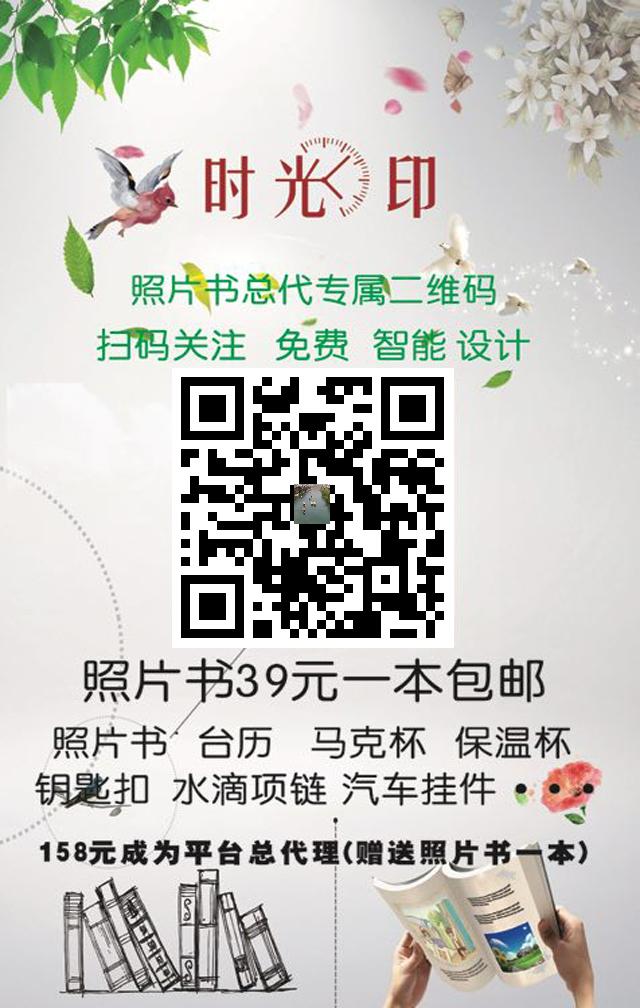 时光印
照片书总代专属二维码
扫码关注 免费 智能 设计
照片书39元一本包邮
照片书 台历 马克杯 保温杯
钥匙扣 水滴项链 汽车挂件
158元成为平台总代理(赠送照片书一本)